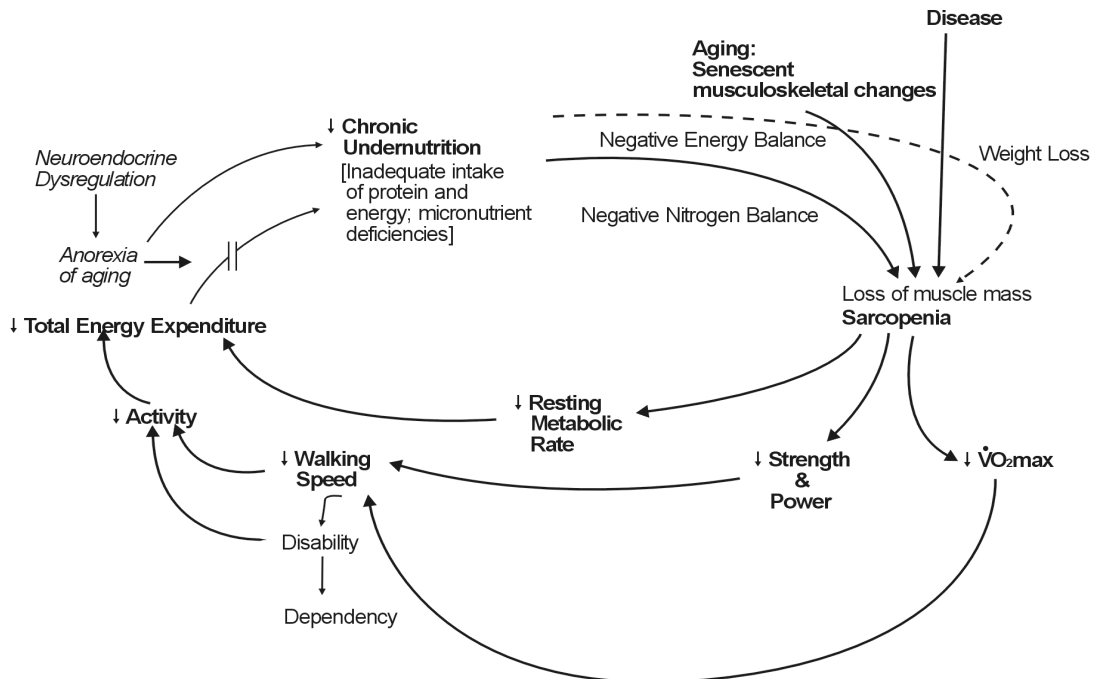 Disease
Aging:
Senescent
musculoskeletal changes
↓ Chronic
Undernutrition
[Inadequate intake
of protein and
energy; micronutrient
deficiencies]
Negative Energy Balance
Weight Loss
Neuroendocrine
Dysregulation
Negative Nitrogen Balance
Anorexia
of aging
Loss of muscle mass
Sarcopenia
↓ Total Energy Expenditure
↓ Resting
Metabolic
Rate
↓ Activity
↓ Walking
Speed
↓ Strength
&
Power
↓ V̇O₂max
Disability
Dependency